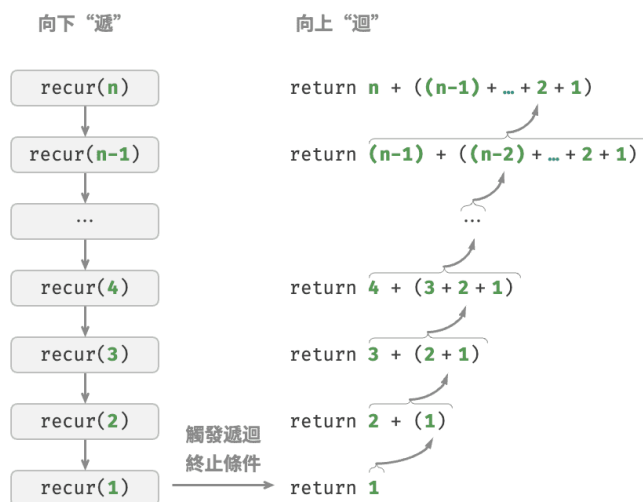 向下“遞”
向上“迴”
recur(n)
return n + ((n-1) + … + 2 + 1)
recur(n-1)
return (n-1) + ((n-2) + … + 2 + 1)
…
…
recur(4)
return 4 + (3 + 2 + 1)
recur(3)
return 3 + (2 + 1)
recur(2)
return 2 + (1)
觸發遞迴
終止條件
recur(1)
return 1